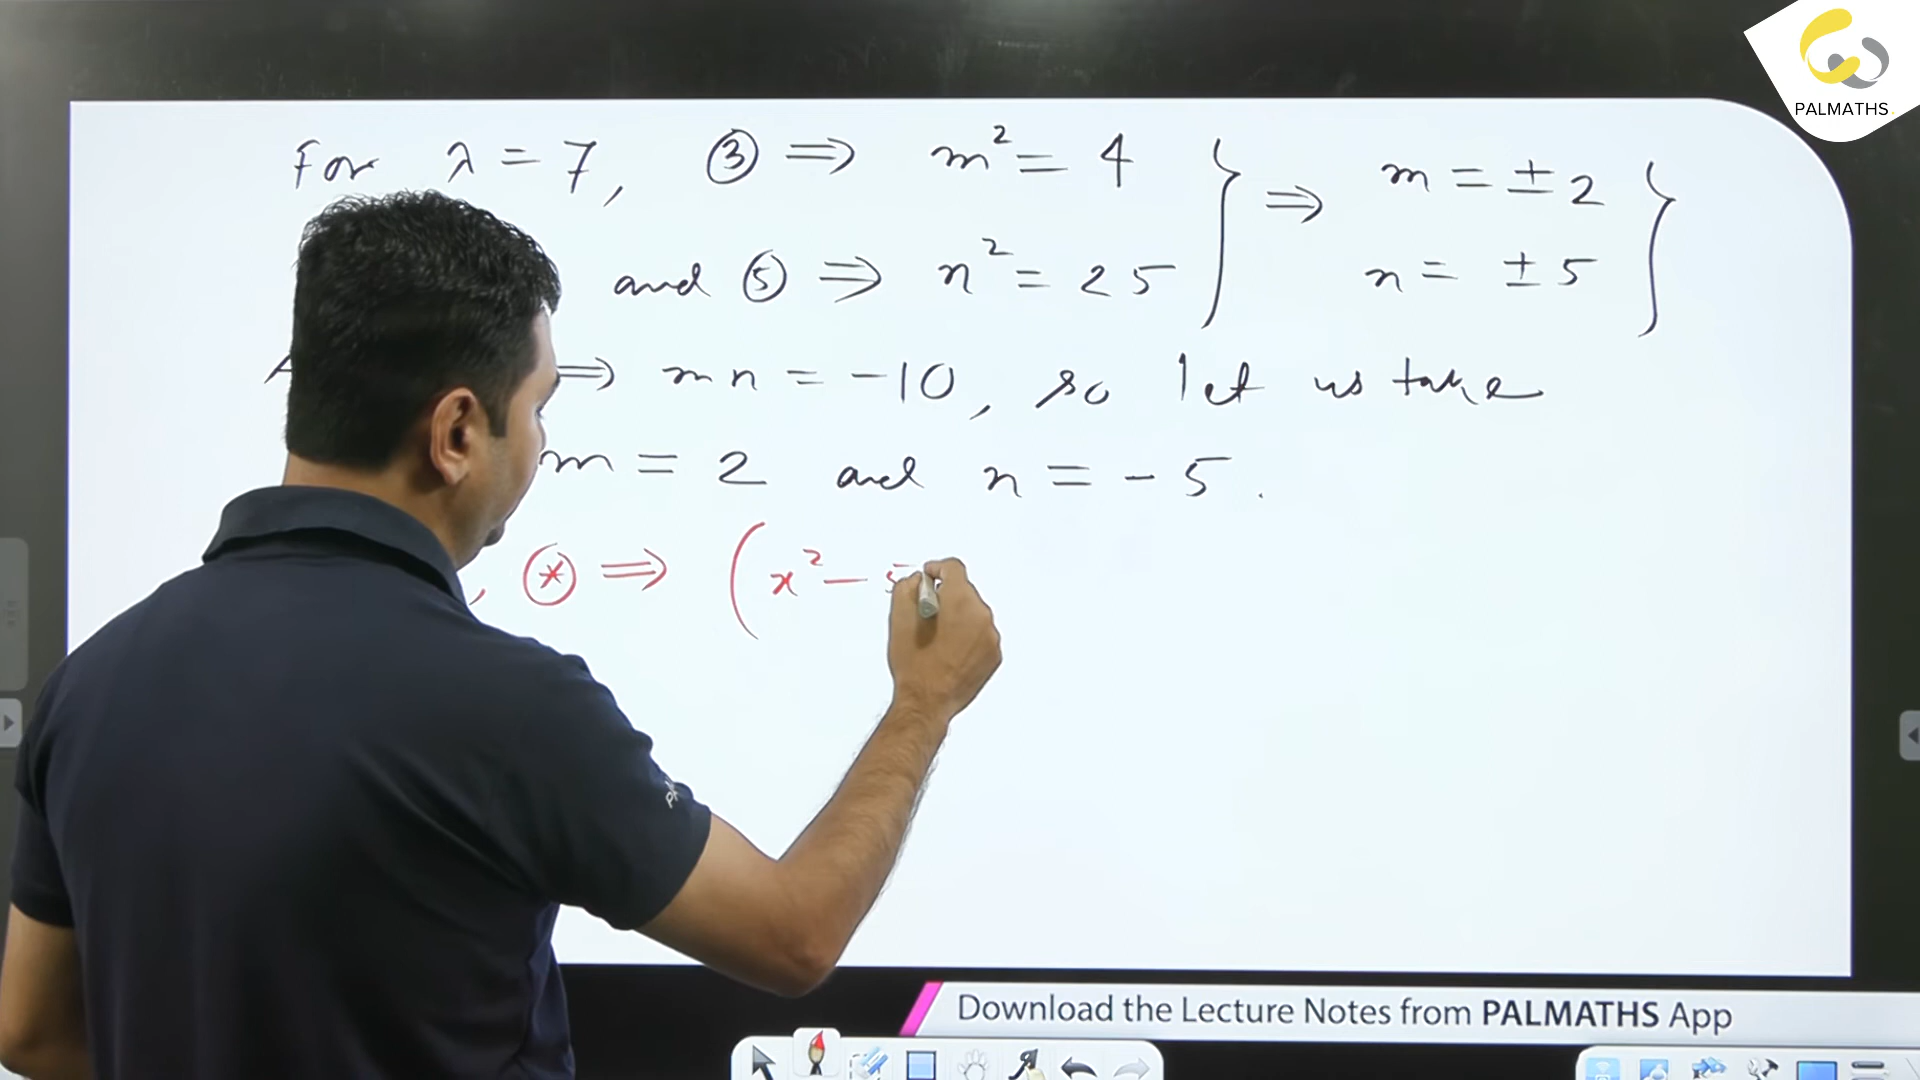 PALMATHS.
For λ = 7, ③ ⟹ m² = 4 } ⟹ m = ±2 }
and ⑤ ⟹ n² = 25 n = ±5
⟹ mn = -10, so let us take
m = 2 and n = -5.
, ⊛ ⟹ (x² - 5
Download the Lecture Notes from PALMATHS App